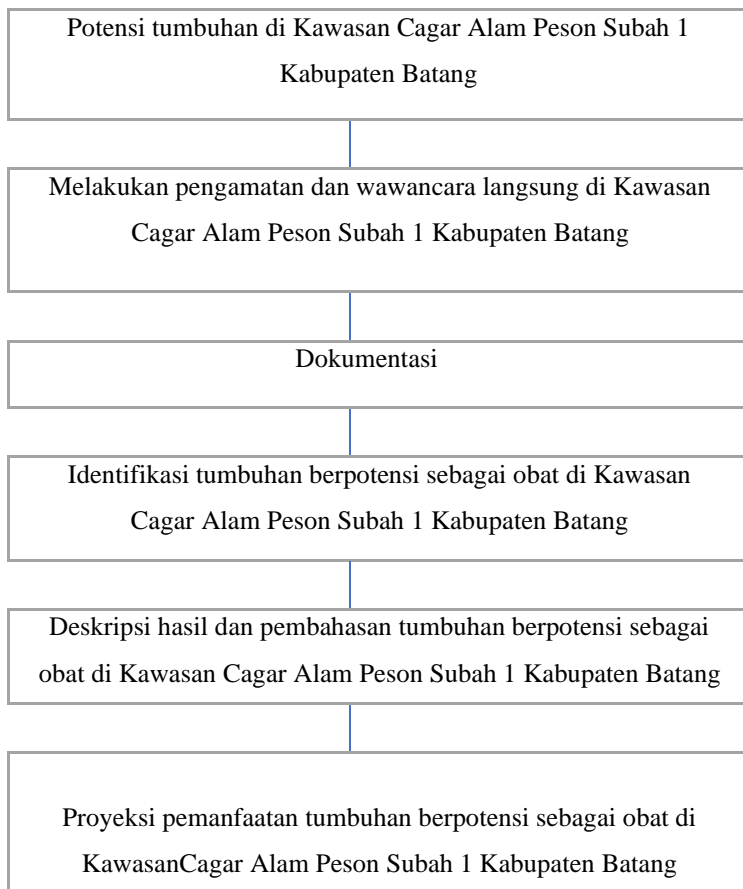 Potensi tumbuhan di Kawasan Cagar Alam Peson Subah 1
Kabupaten Batang
Melakukan pengamatan dan wawancara langsung di Kawasan
Cagar Alam Peson Subah 1 Kabupaten Batang
Dokumentasi
Identifikasi tumbuhan berpotensi sebagai obat di Kawasan
Cagar Alam Peson Subah 1 Kabupaten Batang
Deskripsi hasil dan pembahasan tumbuhan berpotensi sebagai
obat di Kawasan Cagar Alam Peson Subah 1 Kabupaten Batang
Proyeksi pemanfaatan tumbuhan berpotensi sebagai obat di
KawasanCagar Alam Peson Subah 1 Kabupaten Batang